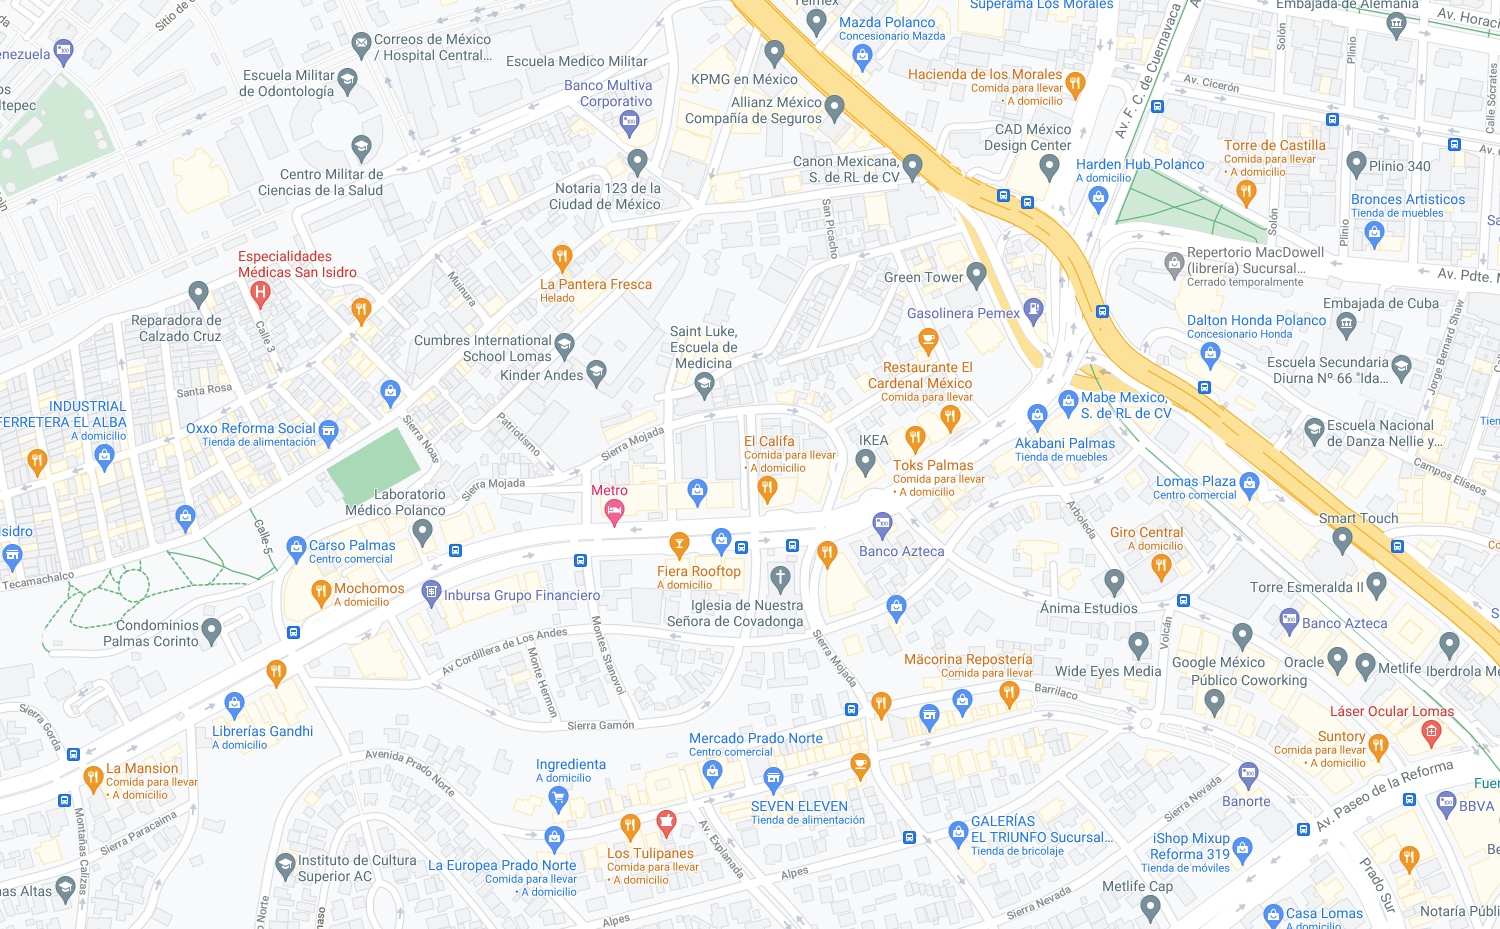 Telmex
Superama Los Morales
Embajada de Alemania
Mazda Polanco
Concesionario Mazda
Av. Horacio
Correos de México
/ Hospital Central...
Escuela Medico Militar
Solón
Plinio
Av. F. C. de Cuernavaca
Escuela Militar
de Odontología
KPMG en México
Hacienda de los Morales
Comida para llevar
• A domicilio
Av. Cicerón
Calle Sócrates
Banco Multiva
Corporativo
Allianz México
Compañía de Seguros
CAD México
Design Center
Torre de Castilla
Comida para llevar
• A domicilio
Centro Militar de
Ciencias de la Salud
Notaria 123 de la
Ciudad de México
Canon Mexicana,
S. de RL de CV
Harden Hub Polanco
A domicilio
Plinio 340
Bronces Artisticos
Tienda de muebles
San Picacho
Solón
Plinio
Especialidades
Médicas San Isidro
La Pantera Fresca
Helado
Muinura
Green Tower
Repertorio MacDowell
(librería) Sucursal...
Cerrado temporalmente
Av. Pdte.
Reparadora de
Calzado Cruz
Calle 3
Cumbres International
School Lomas
Kinder Andes
Saint Luke,
Escuela de
Medicina
Gasolinera Pemex
Embajada de Cuba
Dalton Honda Polanco
Concesionario Honda
Jorge Bernard Shaw
Escuela Secundaria
Diurna Nº 66 "Ida...
Restaurante El
Cardenal México
Comida para llevar
Santa Rosa
INDUSTRIAL
FERRETERA EL ALBA
A domicilio
Oxxo Reforma Social
Tienda de alimentación
Sierra Noas
Patriotismo
Sierra Mojada
Mabe Mexico,
S. de RL de CV
Akabani Palmas
Tienda de muebles
Escuela Nacional
de Danza Nellie y...
El Califa
Comida para llevar
• A domicilio
IKEA
Toks Palmas
Comida para llevar
• A domicilio
Campos Elíseos
Lomas Plaza
Centro comercial
Laboratorio
Médico Polanco
Sierra Mojada
Metro
Calle-5
Arboleda
Smart Touch
Carso Palmas
Centro comercial
Banco Azteca
Giro Central
A domicilio
Fiera Rooftop
A domicilio
Tecamachalco
Mochomos
A domicilio
Inbursa Grupo Financiero
Iglesia de Nuestra
Señora de Covadonga
Ánima Estudios
Torre Esmeralda II
Banco Azteca
Condominios
Palmas Corinto
Av Cordillera de Los Andes
Monte Hermon
Montes Stanovoi
Sierra Mojada
Volcán
Mäcorina Repostería
Comida para llevar
Wide Eyes Media
Google México
Público Coworking
Oracle
Metlife
Barrilaco
Sierra Gorda
Librerías Gandhi
A domicilio
Sierra Gamón
Láser Ocular Lomas
Suntory
Comida para llevar
• A domicilio
Mercado Prado Norte
Centro comercial
La Mansion
Comida para llevar
• A domicilio
Avenida Prado Norte
Ingredienta
A domicilio
Av. Paseo de la Reforma
Banorte
Sierra Nevada
BBVA
SEVEN ELEVEN
Tienda de alimentación
Montañas Calizas
Sierra Paracaima
GALERÍAS
EL TRIUNFO Sucursal...
Tienda de bricolaje
iShop Mixup
Reforma 319
Tienda de móviles
Los Tulipanes
Comida para llevar
• A domicilio
Av. Explanada
La Europea Prado Norte
Comida para llevar
• A domicilio
Instituto de Cultura
Superior AC
Alpes
Metlife Cap
Prado Sur
Sierra Nevada
Alpes
Casa Lomas
A domicilio